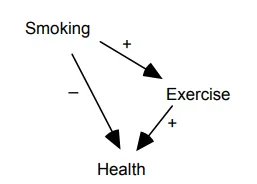 Smoking
+
–
Exercise
+
Health